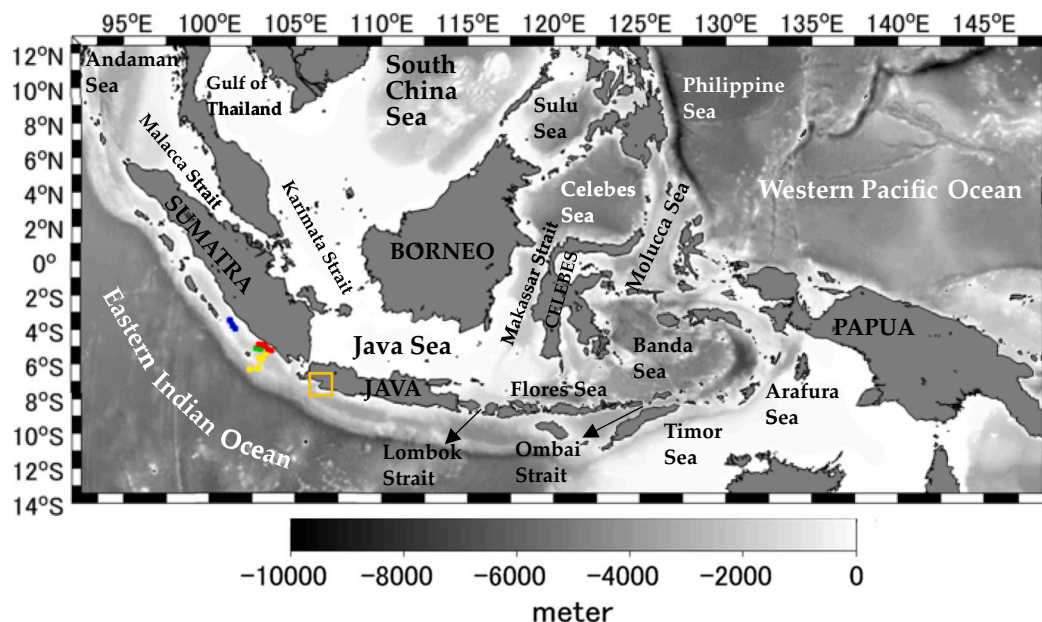 95°E 100°E 105°E 110°E 115°E 120°E 125°E 130°E 135°E 140°E 145°E
12°N
10°N
8°N
6°N
4°N
2°N
0°
2°S
4°S
6°S
8°S
10°S
12°S
14°S
Andaman
Sea
Gulf of
Thailand
South
China
Sea
Sulu
Sea
Philippine
Sea
Malacca Strait
Karimata Strait
SUMATRA
BORNEO
Celebes
Sea
Makassar Strait
CELEBES
Molucca Sea
Western Pacific Ocean
Eastern Indian Ocean
Java Sea
JAVA
Flores Sea
Banda
Sea
PAPUA
Arafura
Sea
Timor
Sea
Lombok
Strait
Ombai
Strait
−10000 −8000 −6000 −4000 −2000 0
meter